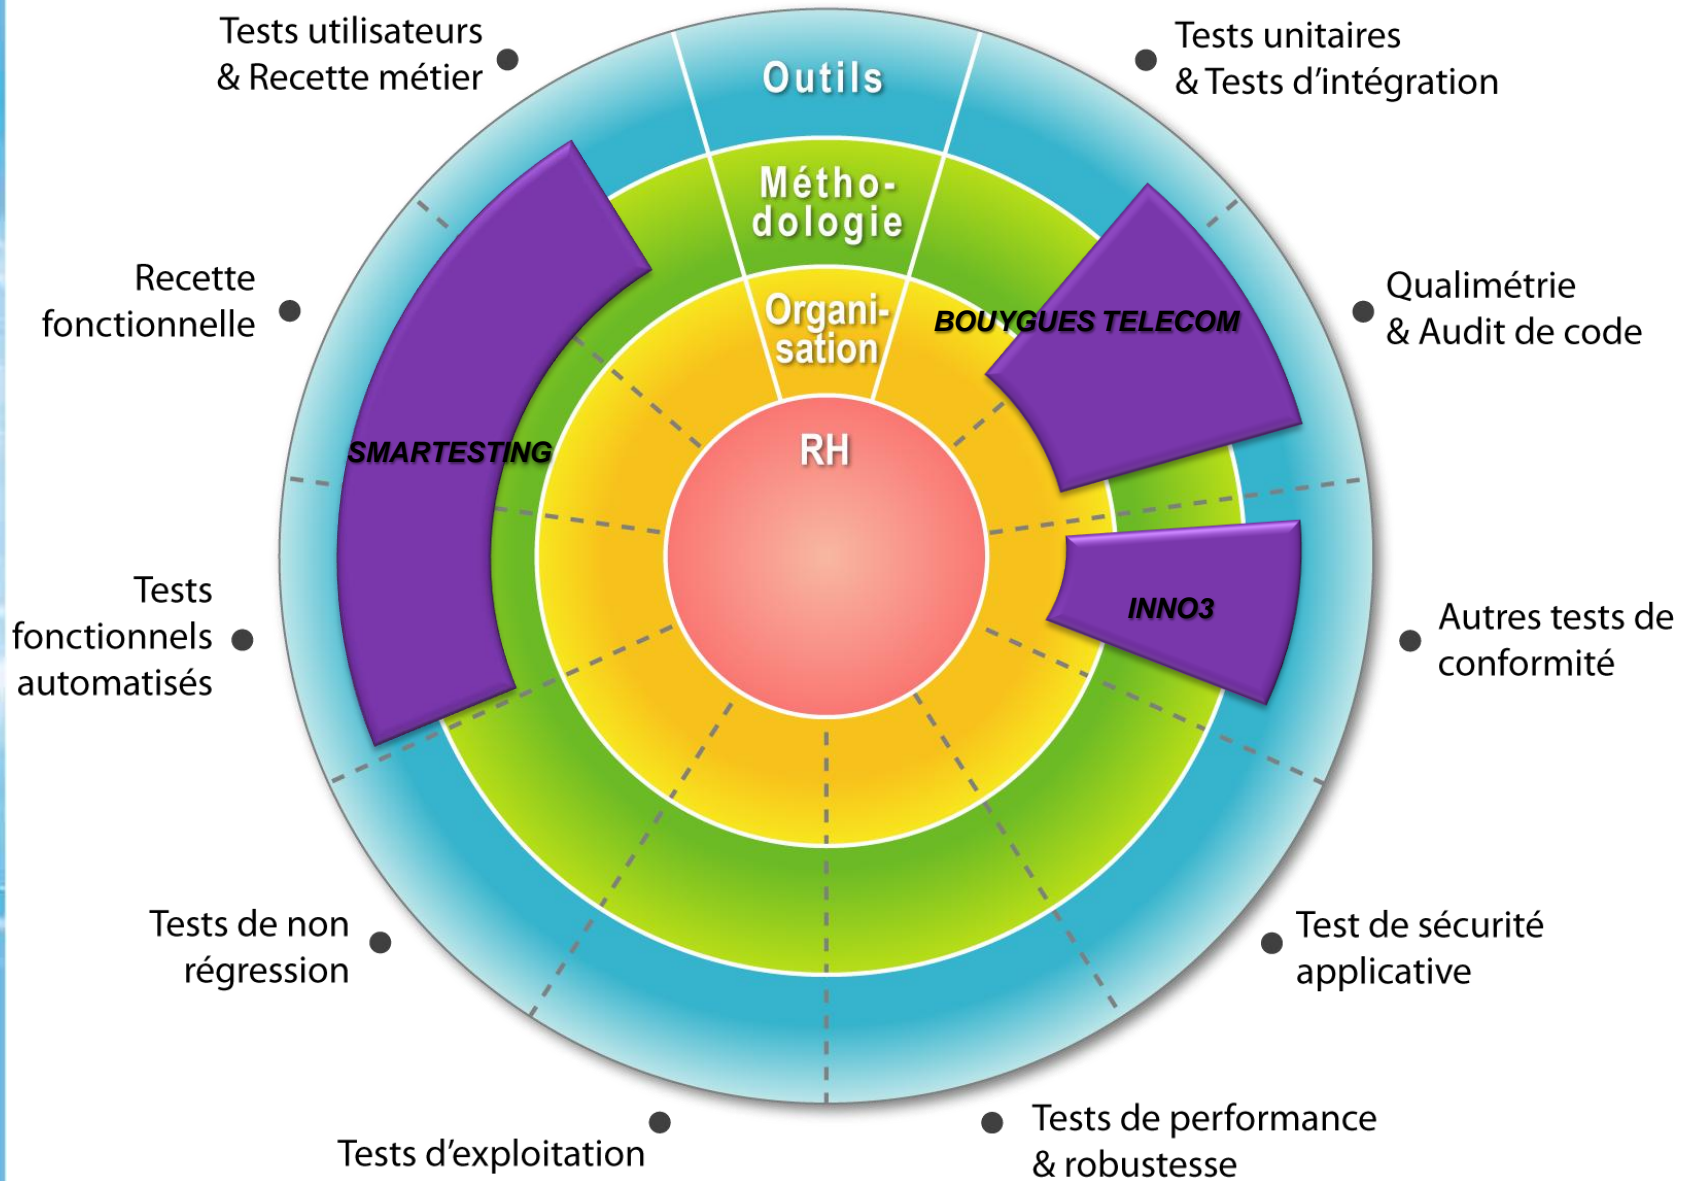 Tests utilisateurs
& Recette métier
Tests unitaires
& Tests d'intégration
Outils
Métho-
dologie
Organi-
sation
RH
BOUYGUES TELECOM
Recette
fonctionnelle
Qualimétrie
& Audit de code
SMARTESTING
INNO3
Tests
fonctionnels
automatisés
Autres tests de
conformité
Tests de non
régression
Test de sécurité
applicative
Tests d'exploitation
Tests de performance
& robustesse